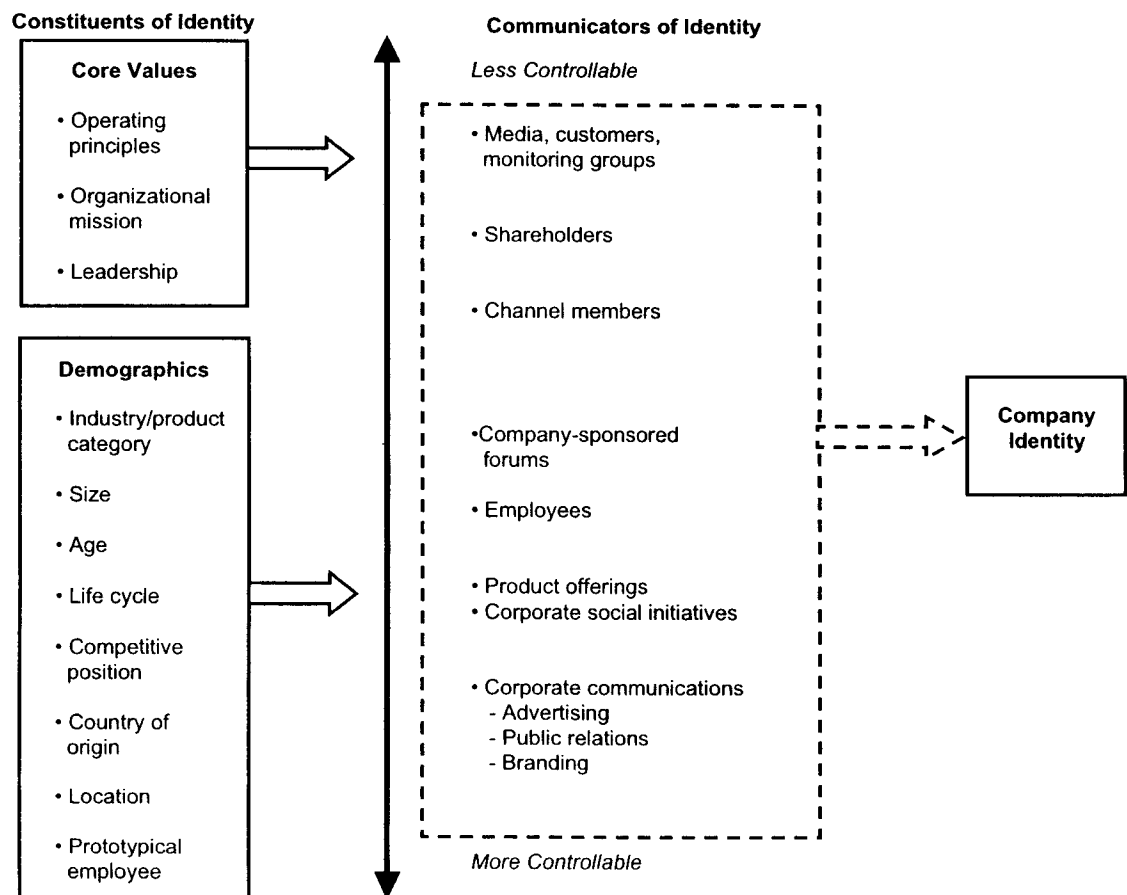 Constituents of Identity
Core Values
• Operating
principles
• Organizational
mission
• Leadership
Demographics
• Industry/product
category
• Size
• Age
• Life cycle
• Competitive
position
• Country of
origin
• Location
• Prototypical
employee
Communicators of Identity
Less Controllable
• Media, customers,
monitoring groups
• Shareholders
• Channel members
•Company-sponsored
forums
• Employees
• Product offerings
• Corporate social initiatives
• Corporate communications
- Advertising
- Public relations
- Branding
More Controllable
Company
Identity